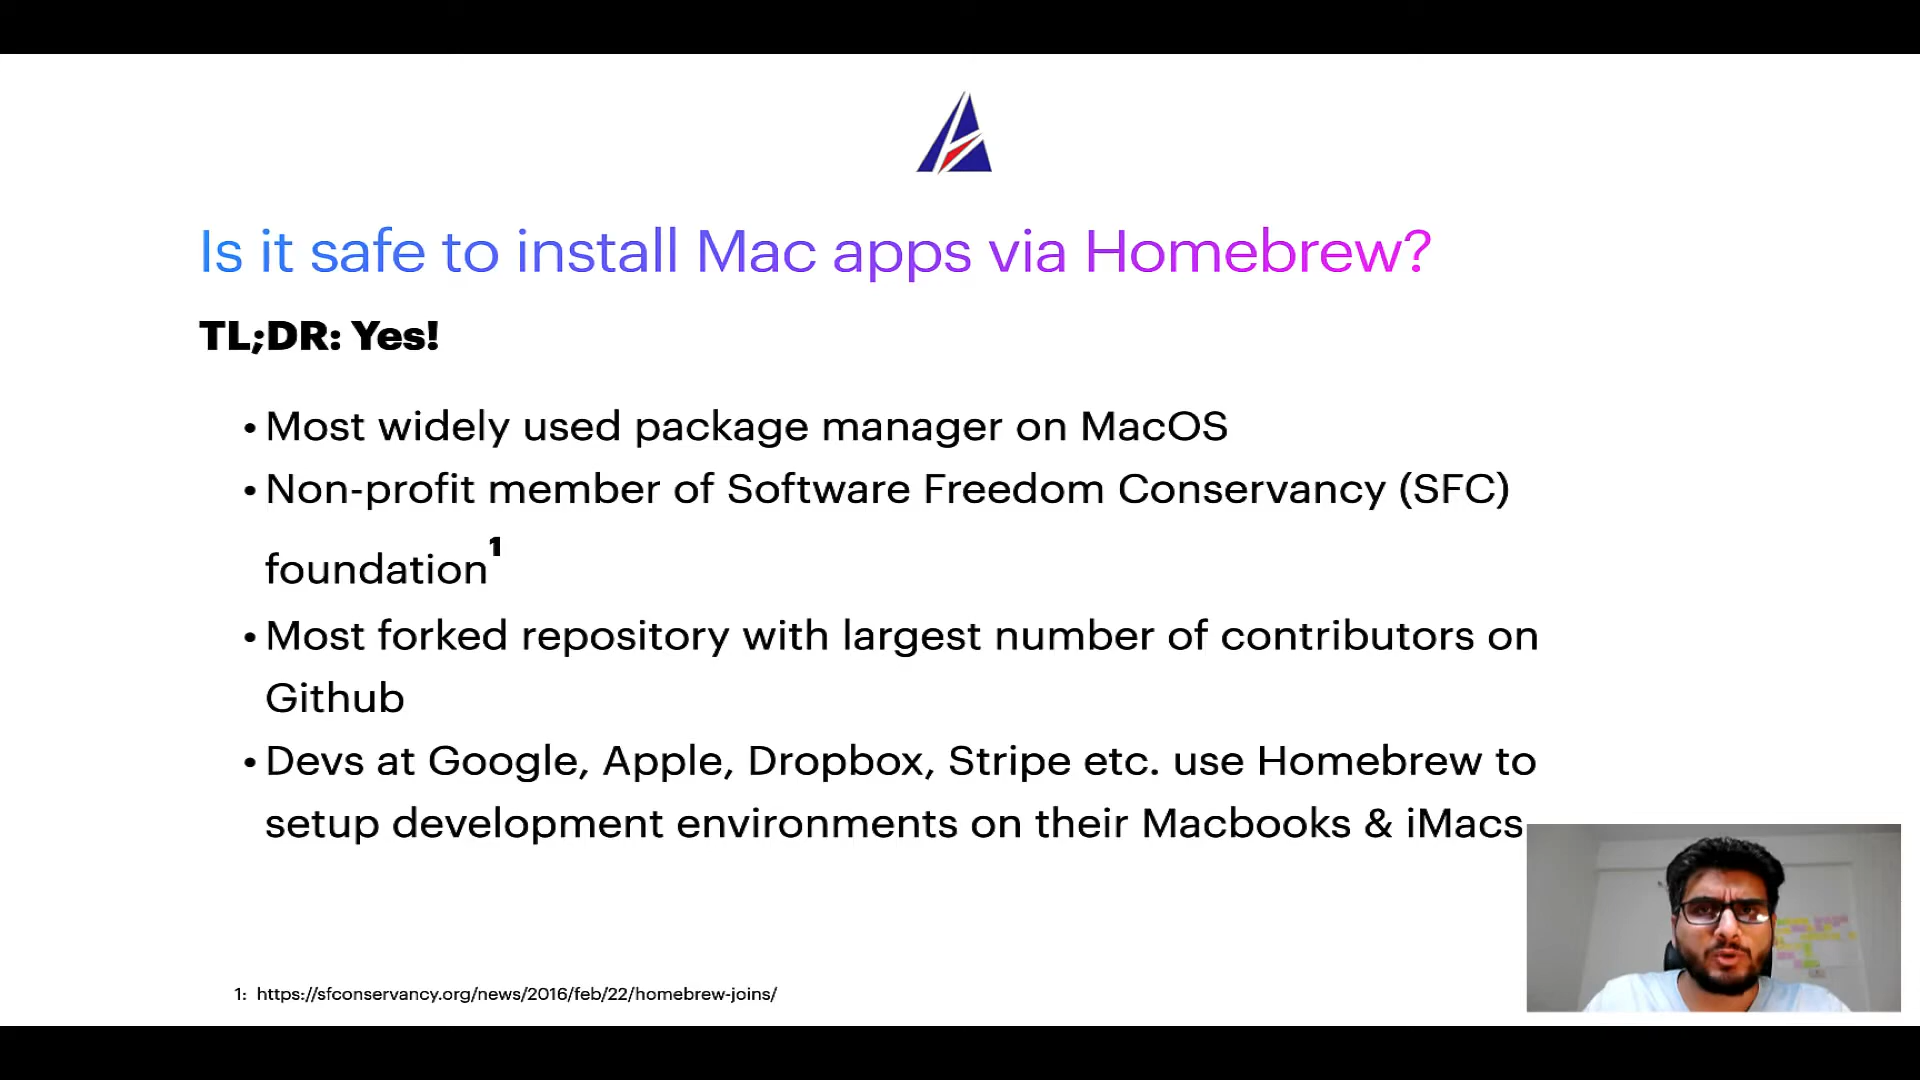 Is it safe to install Mac apps via Homebrew?
TL;DR: Yes!
• Most widely used package manager on MacOS
• Non-profit member of Software Freedom Conservancy (SFC)
foundation1
• Most forked repository with largest number of contributors on
Github
• Devs at Google, Apple, Dropbox, Stripe etc. use Homebrew to
setup development environments on their Macbooks & iMacs
1: https://sfconservancy.org/news/2016/feb/22/homebrew-joins/